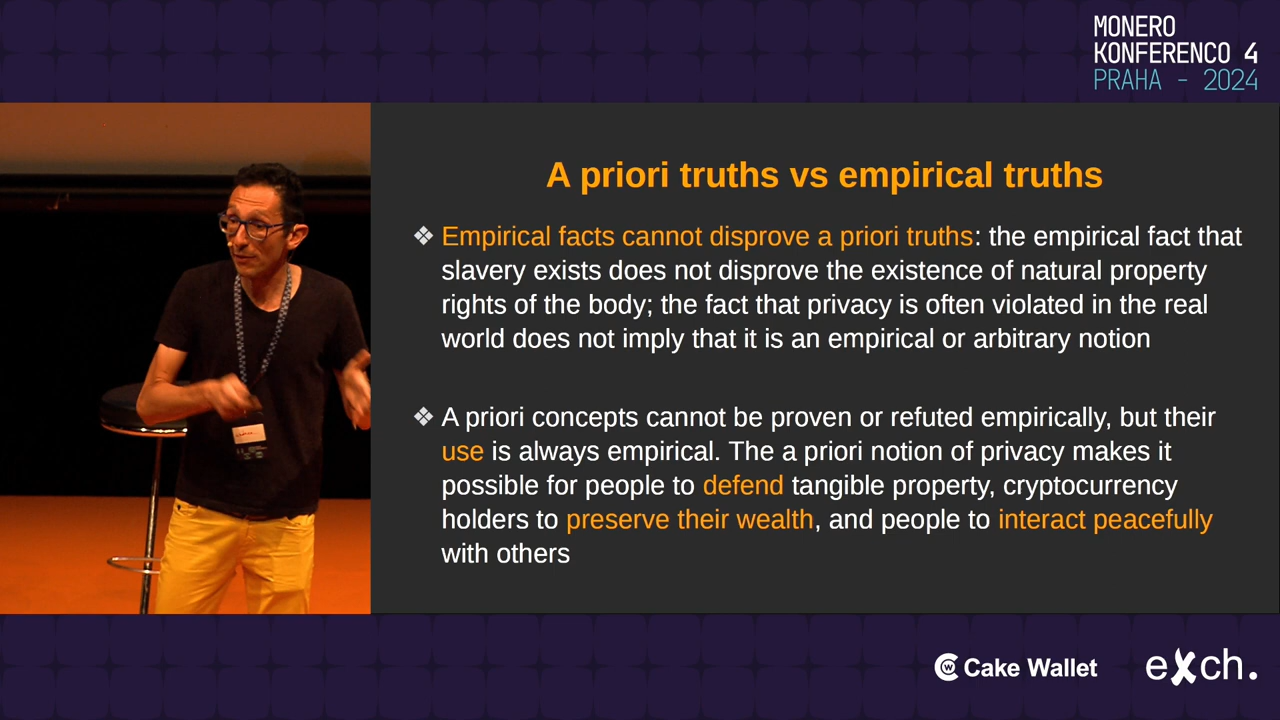 MONERO
KONFERENCO 4
PRAHA - 2024
A priori truths vs empirical truths
❖ Empirical facts cannot disprove a priori truths: the empirical fact that
slavery exists does not disprove the existence of natural property
rights of the body; the fact that privacy is often violated in the real
world does not imply that it is an empirical or arbitrary notion
❖ A priori concepts cannot be proven or refuted empirically, but their
use is always empirical. The a priori notion of privacy makes it
possible for people to defend tangible property, cryptocurrency
holders to preserve their wealth, and people to interact peacefully
with others
Cake Wallet
eXch.